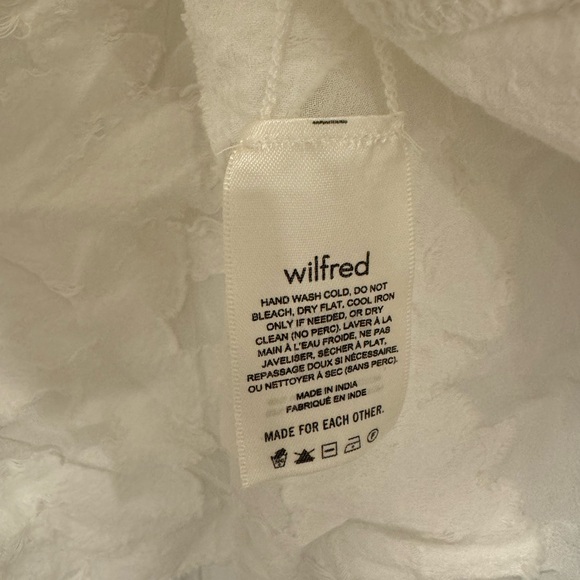 wilfred
HAND WASH COLD, DO NOT
BLEACH, DRY FLAT, COOL IRON
ONLY IF NEEDED, OR DRY
CLEAN (NO PERC). LAVER À LA
MAIN À L'EAU FROIDE, NE PAS
JAVELISER, SÉCHER À PLAT,
REPASSAGE DOUX SI NÉCESSAIRE,
OU NETTOYER À SEC (SANS PERC).
MADE IN INDIA
FABRIQUÉ EN INDE
MADE FOR EACH OTHER.